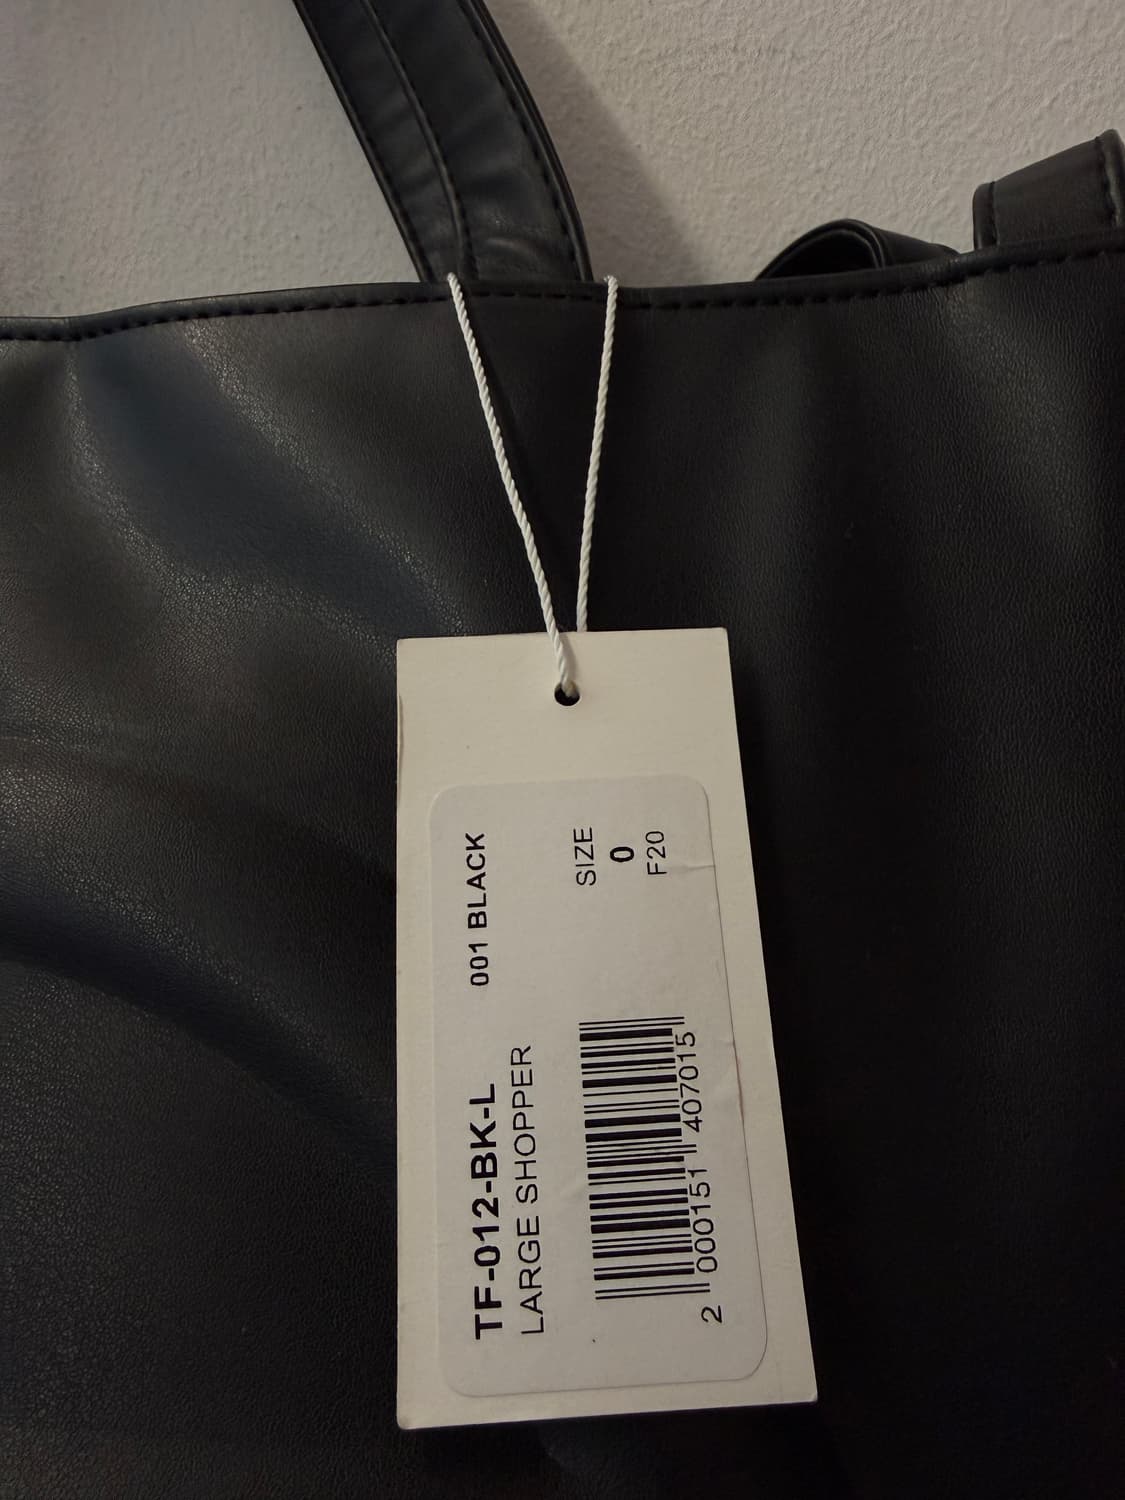 TF-012-BK-L
001 BLACK
LARGE SHOPPER
SIZE
0
F20
2 000151 407015